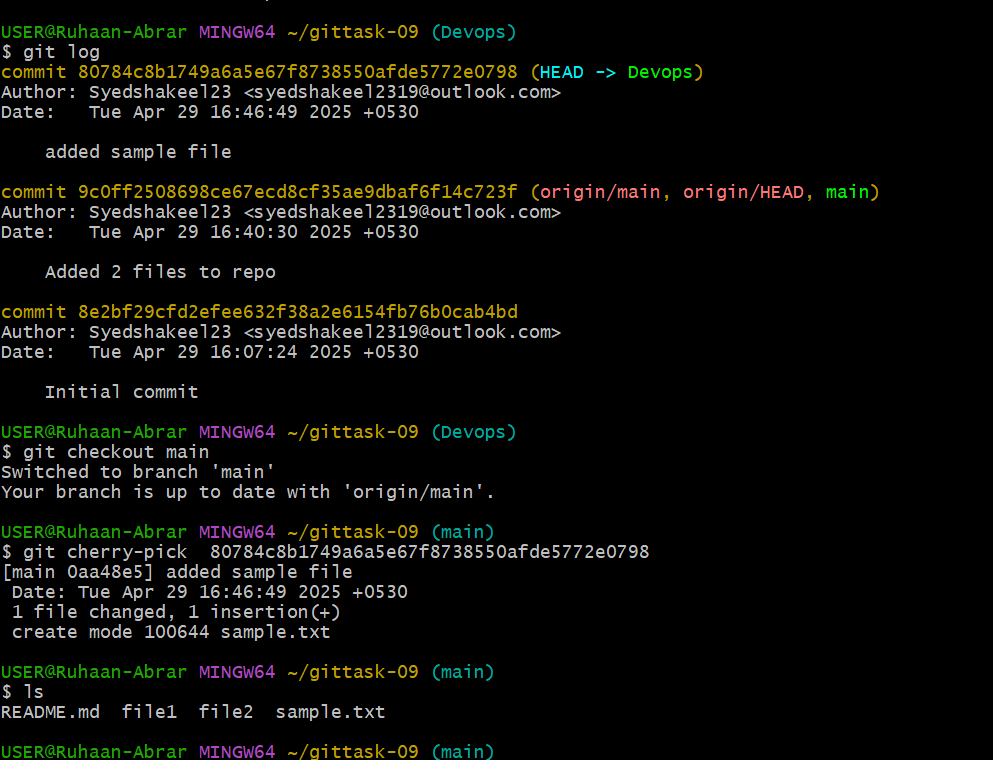 USER@Ruhaan-Abrar MINGW64 ~/gittask-09 (Devops)
$ git log
commit 80784c8b1749a6a5e67f8738550afde5772e0798 (HEAD -> Devops)
Author: Syedshakeel23 <syedshakeel2319@outlook.com>
Date:   Tue Apr 29 16:46:49 2025 +0530
    added sample file
commit 9c0ff2508698ce67ecd8cf35ae9dbaf6f14c723f (origin/main, origin/HEAD, main)
Author: Syedshakeel23 <syedshakeel2319@outlook.com>
Date:   Tue Apr 29 16:40:30 2025 +0530
    Added 2 files to repo
commit 8e2bf29cfd2efee632f38a2e6154fb76b0cab4bd
Author: Syedshakeel23 <syedshakeel2319@outlook.com>
Date:   Tue Apr 29 16:07:24 2025 +0530
    Initial commit
USER@Ruhaan-Abrar MINGW64 ~/gittask-09 (Devops)
$ git checkout main
Switched to branch 'main'
Your branch is up to date with 'origin/main'.
USER@Ruhaan-Abrar MINGW64 ~/gittask-09 (main)
$ git cherry-pick  80784c8b1749a6a5e67f8738550afde5772e0798
[main 0aa48e5] added sample file
 Date: Tue Apr 29 16:46:49 2025 +0530
 1 file changed, 1 insertion(+)
 create mode 100644 sample.txt
USER@Ruhaan-Abrar MINGW64 ~/gittask-09 (main)
$ ls
README.md  file1  file2  sample.txt
USER@Ruhaan-Abrar MINGW64 ~/gittask-09 (main)